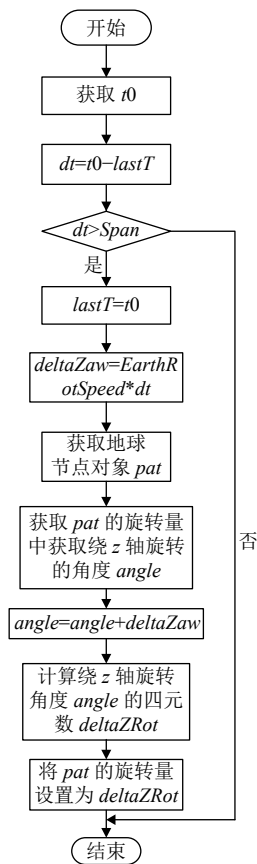 开始
获取 t0
dt=t0−lastT
dt>Span
是
lastT=t0
deltaZaw=EarthR
otSpeed*dt
获取地球
节点对象 pat
获取 pat 的旋转量
中获取绕 z 轴旋转
的角度 angle
否
angle=angle+deltaZaw
计算绕 z 轴旋转
角度 angle 的四元
数 deltaZRot
将 pat 的旋转量
设置为 deltaZRot
结束